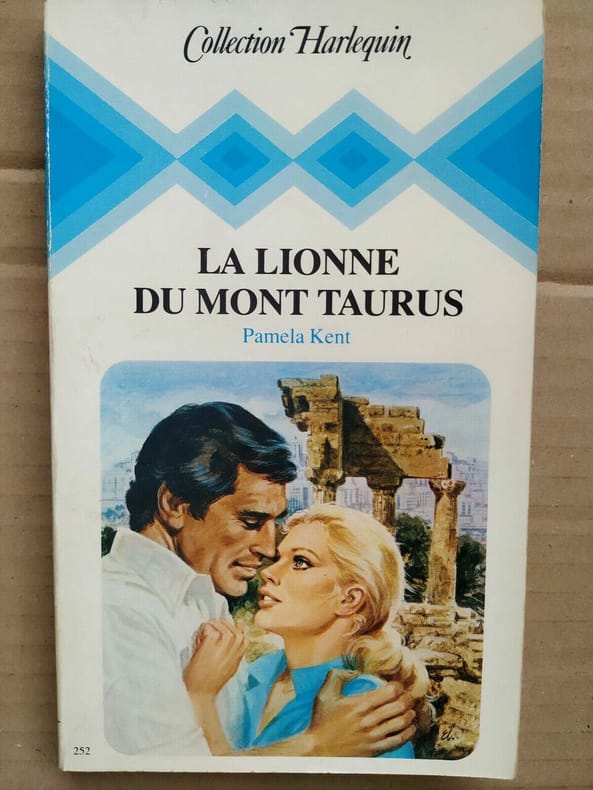 Collection Harlequin
LA LIONNE
DU MONT TAURUS
Pamela Kent
252